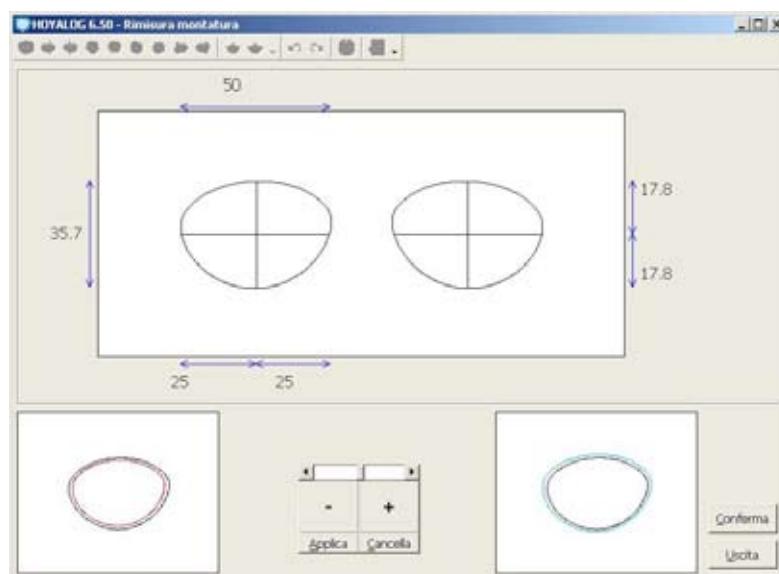 HOYALOG 6.50 - Rimisura montatura
50
35.7
17.8
17.8
25 25
- +
Applica Cancella
Conferma
Uscita